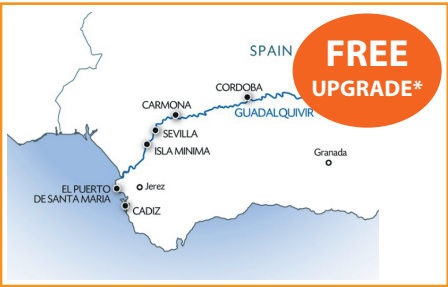 SPAIN
FREE
UPGRADE*
CORDOBA
CARMONA
GUADALQUIVIR
SEVILLA
ISLA MINIMA
Granada
EL PUERTO
DE SANTA MARIA
Jerez
CADIZ